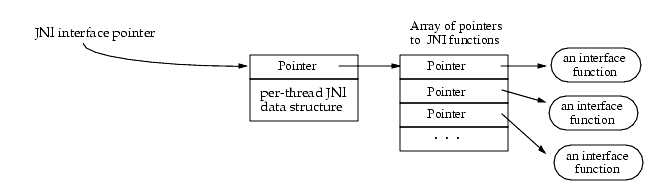 JNI interface pointer
Array of pointers
to JNI functions
Pointer
per-thread JNI
data structure
Pointer
Pointer
Pointer
. . .
an interface
function
an interface
function
an interface
function